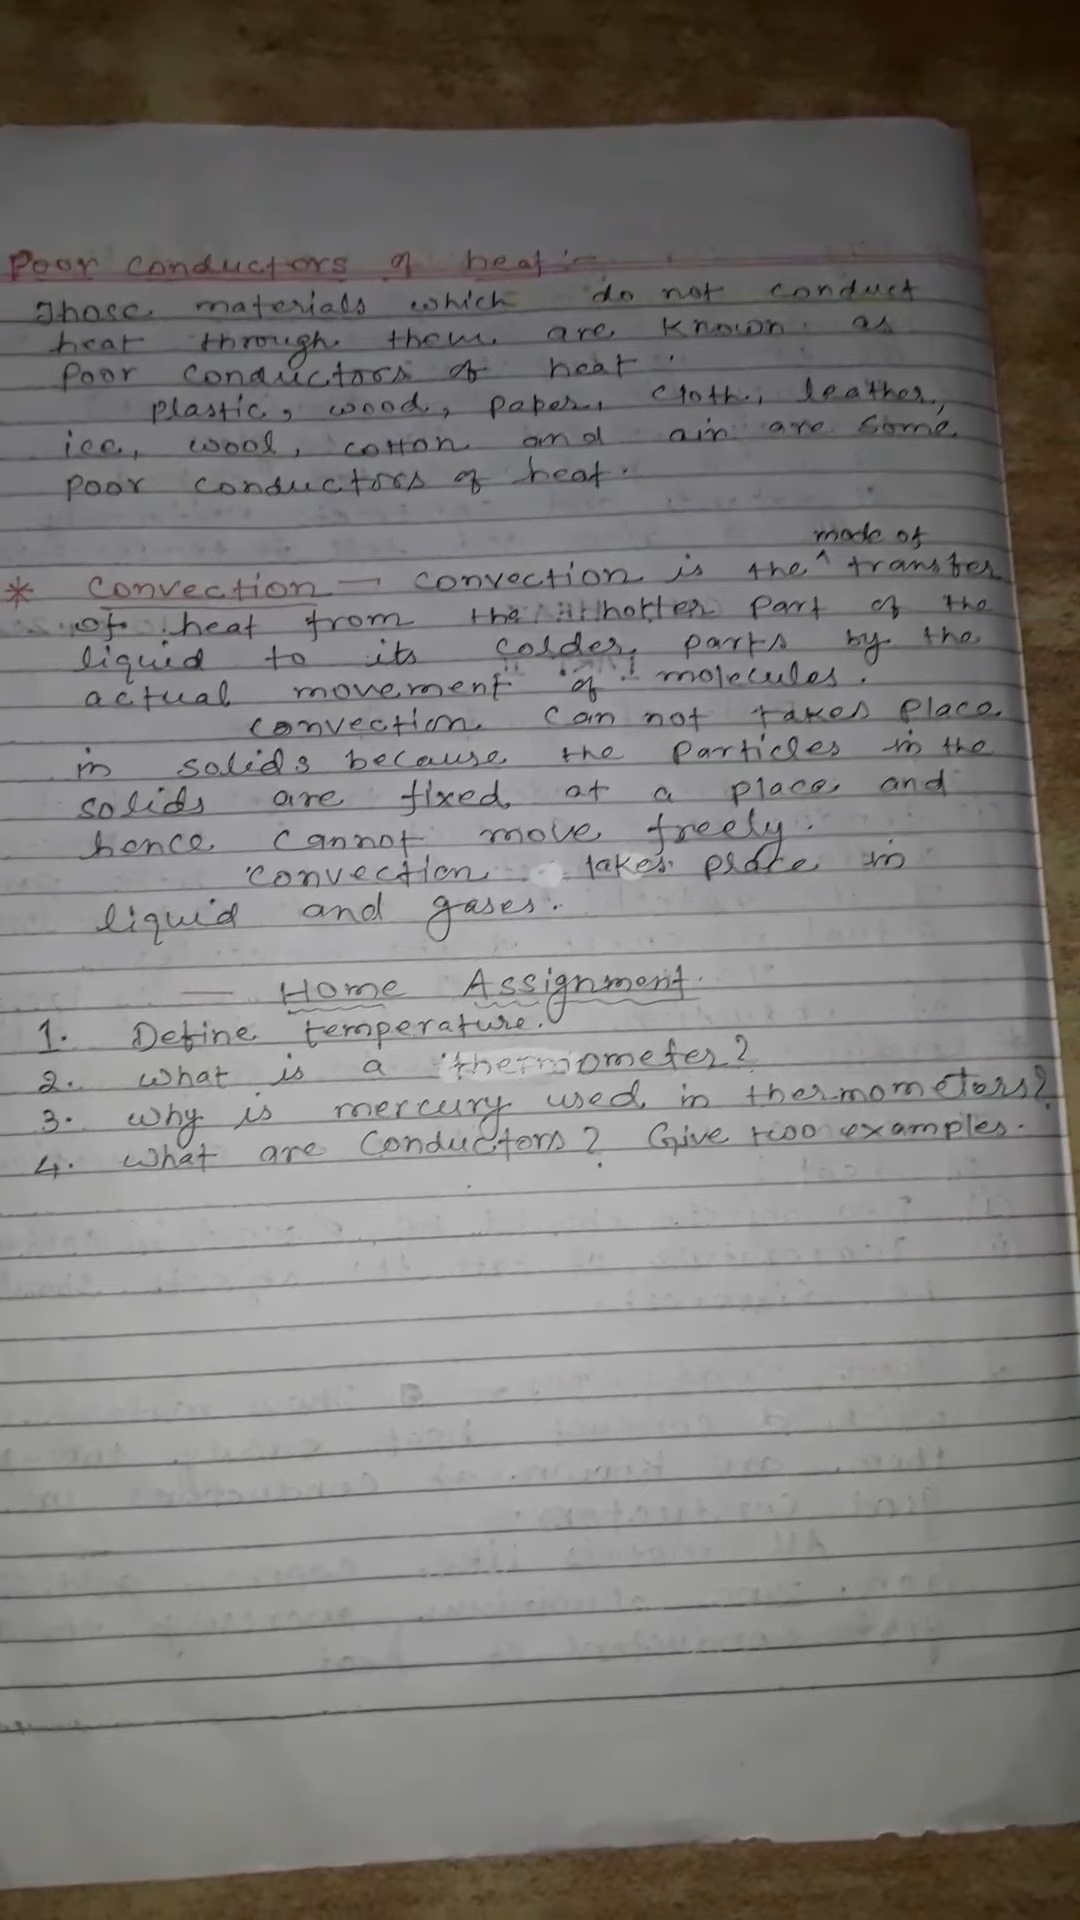 Poor conductors of heat :-
Those materials which do not conduct
heat through them are known as
poor conductors of heat.
plastic, wood, paper, cloth, leather,
ice, wool, cotton and air are some
poor conductors of heat.
mode of
* Convection - convection is the ^ transfer
of heat from the hotter part of the
liquid to its colder parts by the
actual movement of molecules.
convection can not takes place
in solids because the particles in the
solids are fixed at a place and
hence cannot move freely.
convection takes place in
liquid and gases.
— Home Assignment.
1. Define temperature.
2. What is a thermometer?
3. Why is mercury used in thermometers?
4. What are conductors? Give two examples.